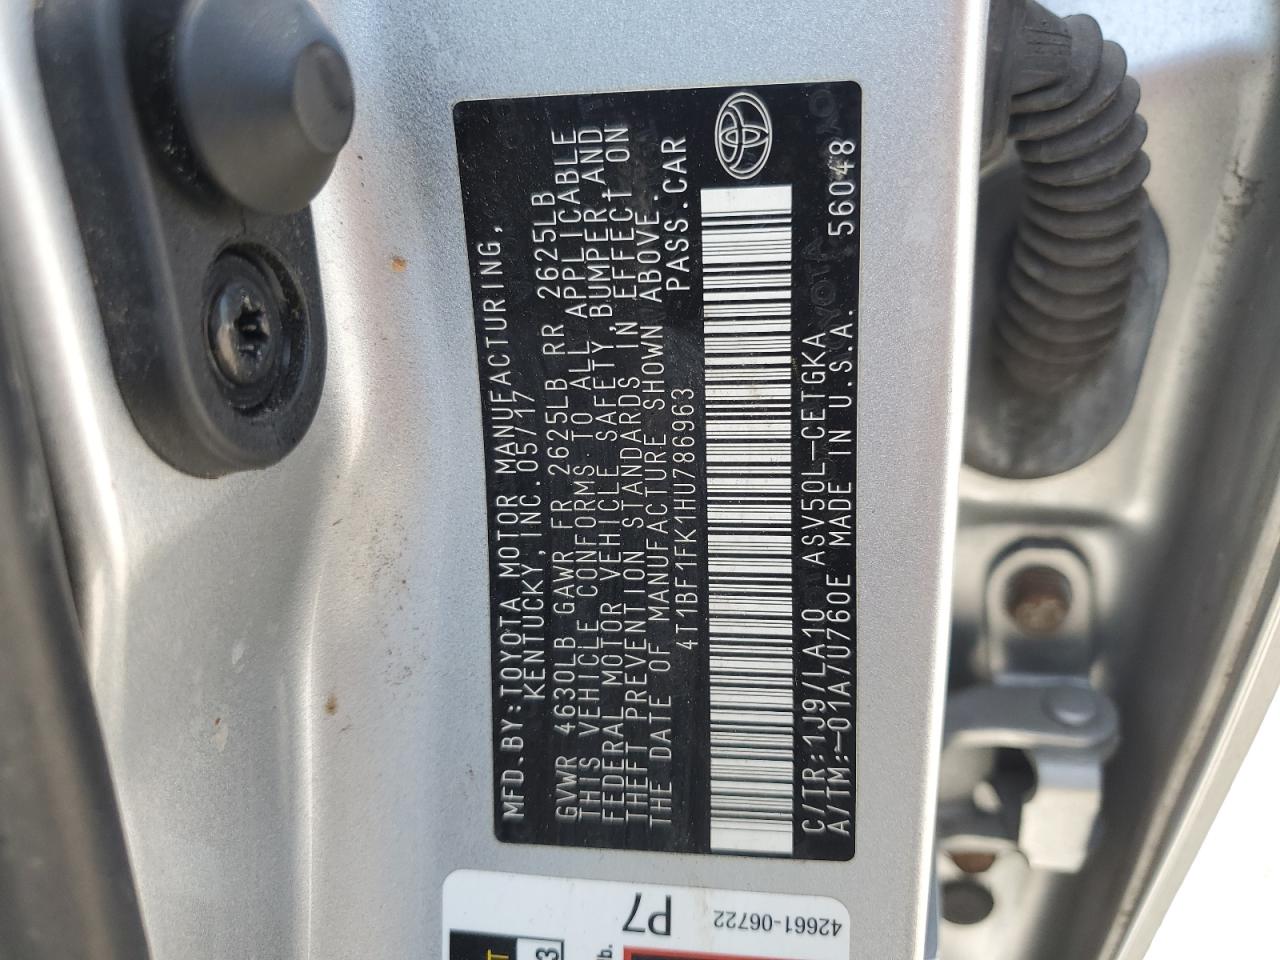 MFD.BY:TOYOTA MOTOR MANUFACTURING,
KENTUCKY, INC. 05/17
GVWR 4630LB GAWR FR 2625LB RR 2625LB
THIS VEHICLE CONFORMS TO ALL APPLICABLE
FEDERAL MOTOR VEHICLE SAFETY, BUMPER AND
THEFT PREVENTION STANDARDS IN EFFECT ON
THE DATE OF MANUFACTURE SHOWN ABOVE.
4T1BF1FK1HU786963 PASS.CAR
C/TR:1J9/LA10 ASV50L-CETGKA
A/TM:-01A/0760E MADE IN U.S.A. 56048
P7
42661-06722